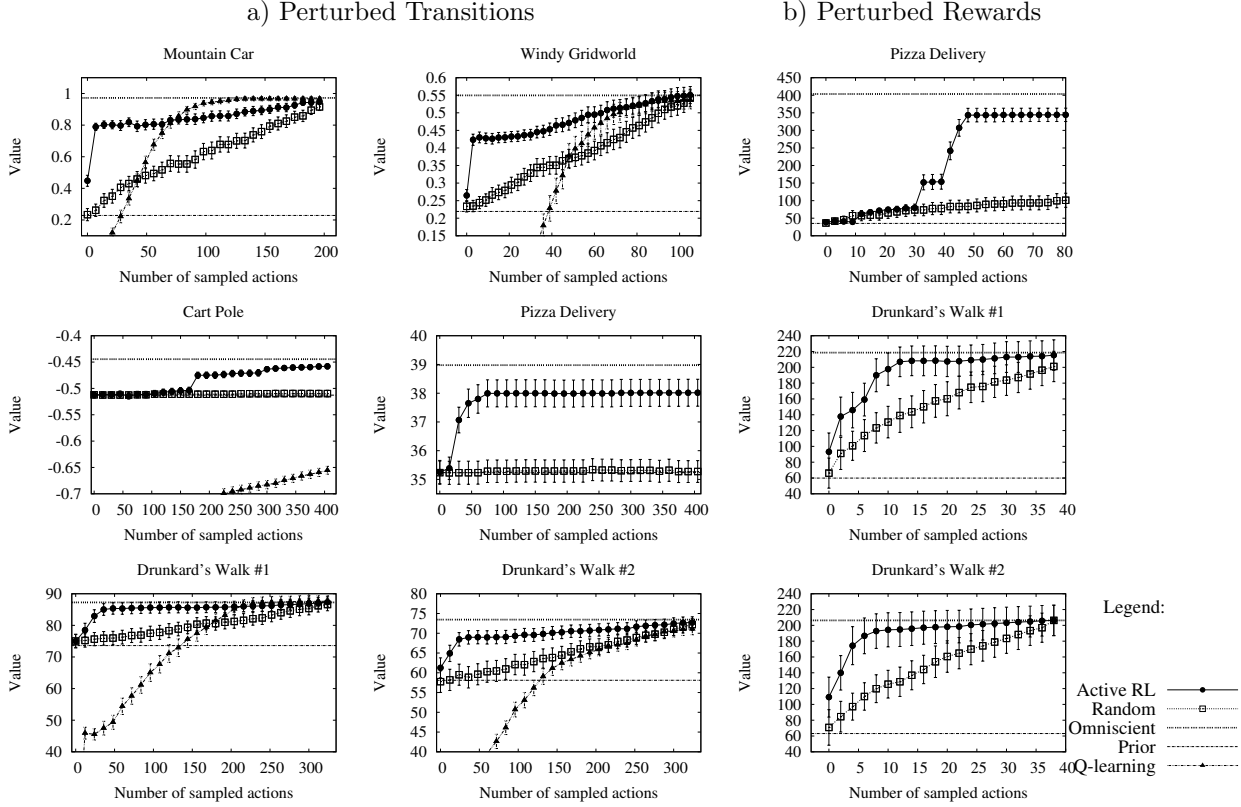 a) Perturbed Transitions
b) Perturbed Rewards
Mountain Car
Value
1
0.8
0.6
0.4
0.2
0 50 100 150 200
Number of sampled actions
Windy Gridworld
Value
0.6
0.55
0.5
0.45
0.4
0.35
0.3
0.25
0.2
0.15
0 20 40 60 80 100
Number of sampled actions
Pizza Delivery
Value
450
400
350
300
250
200
150
100
50
0
0 10 20 30 40 50 60 70 80
Number of sampled actions
Cart Pole
Value
-0.4
-0.45
-0.5
-0.55
-0.6
-0.65
-0.7
0 50 100 150 200 250 300 350 400
Number of sampled actions
Pizza Delivery
Value
40
39
38
37
36
35
0 50 100 150 200 250 300 350 400
Number of sampled actions
Drunkard's Walk #1
Value
240
220
200
180
160
140
120
100
80
60
40
0 5 10 15 20 25 30 35 40
Number of sampled actions
Drunkard's Walk #1
Value
90
80
70
60
50
40
0 50 100 150 200 250 300
Number of sampled actions
Drunkard's Walk #2
Value
80
75
70
65
60
55
50
45
40
0 50 100 150 200 250 300
Number of sampled actions
Drunkard's Walk #2
Value
240
220
200
180
160
140
120
100
80
60
40
0 5 10 15 20 25 30 35 40
Number of sampled actions
Legend:
Active RL
Random
Omniscient
Prior
Q-learning